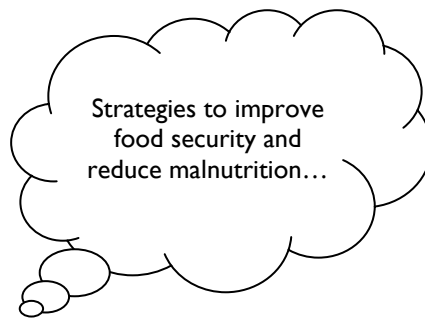 Strategies to improve
food security and
reduce malnutrition…